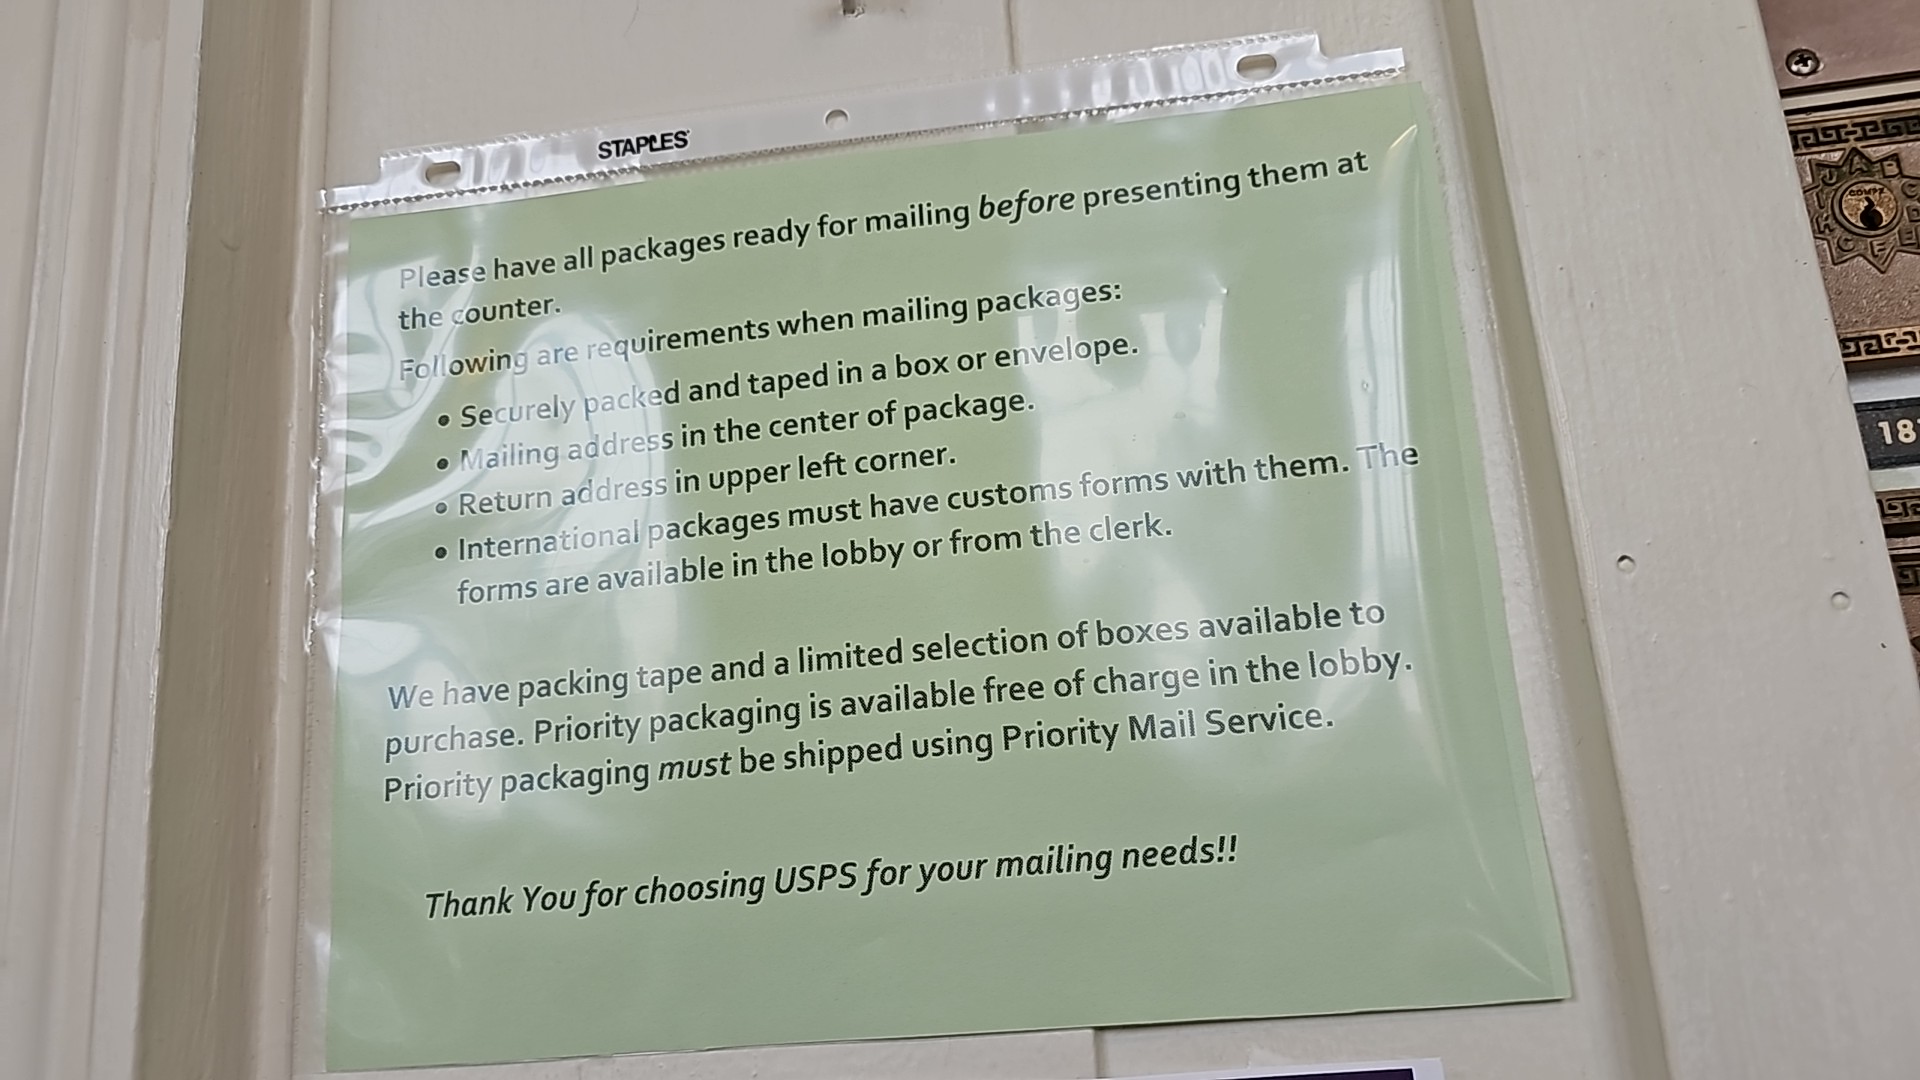 STAPLES
Please have all packages ready for mailing before presenting them at
the counter.
Following are requirements when mailing packages:
• Securely packed and taped in a box or envelope.
• Mailing address in the center of package.
• Return address in upper left corner.
• International packages must have customs forms with them. The
forms are available in the lobby or from the clerk.
We have packing tape and a limited selection of boxes available to
purchase. Priority packaging is available free of charge in the lobby.
Priority packaging must be shipped using Priority Mail Service.
Thank You for choosing USPS for your mailing needs!!